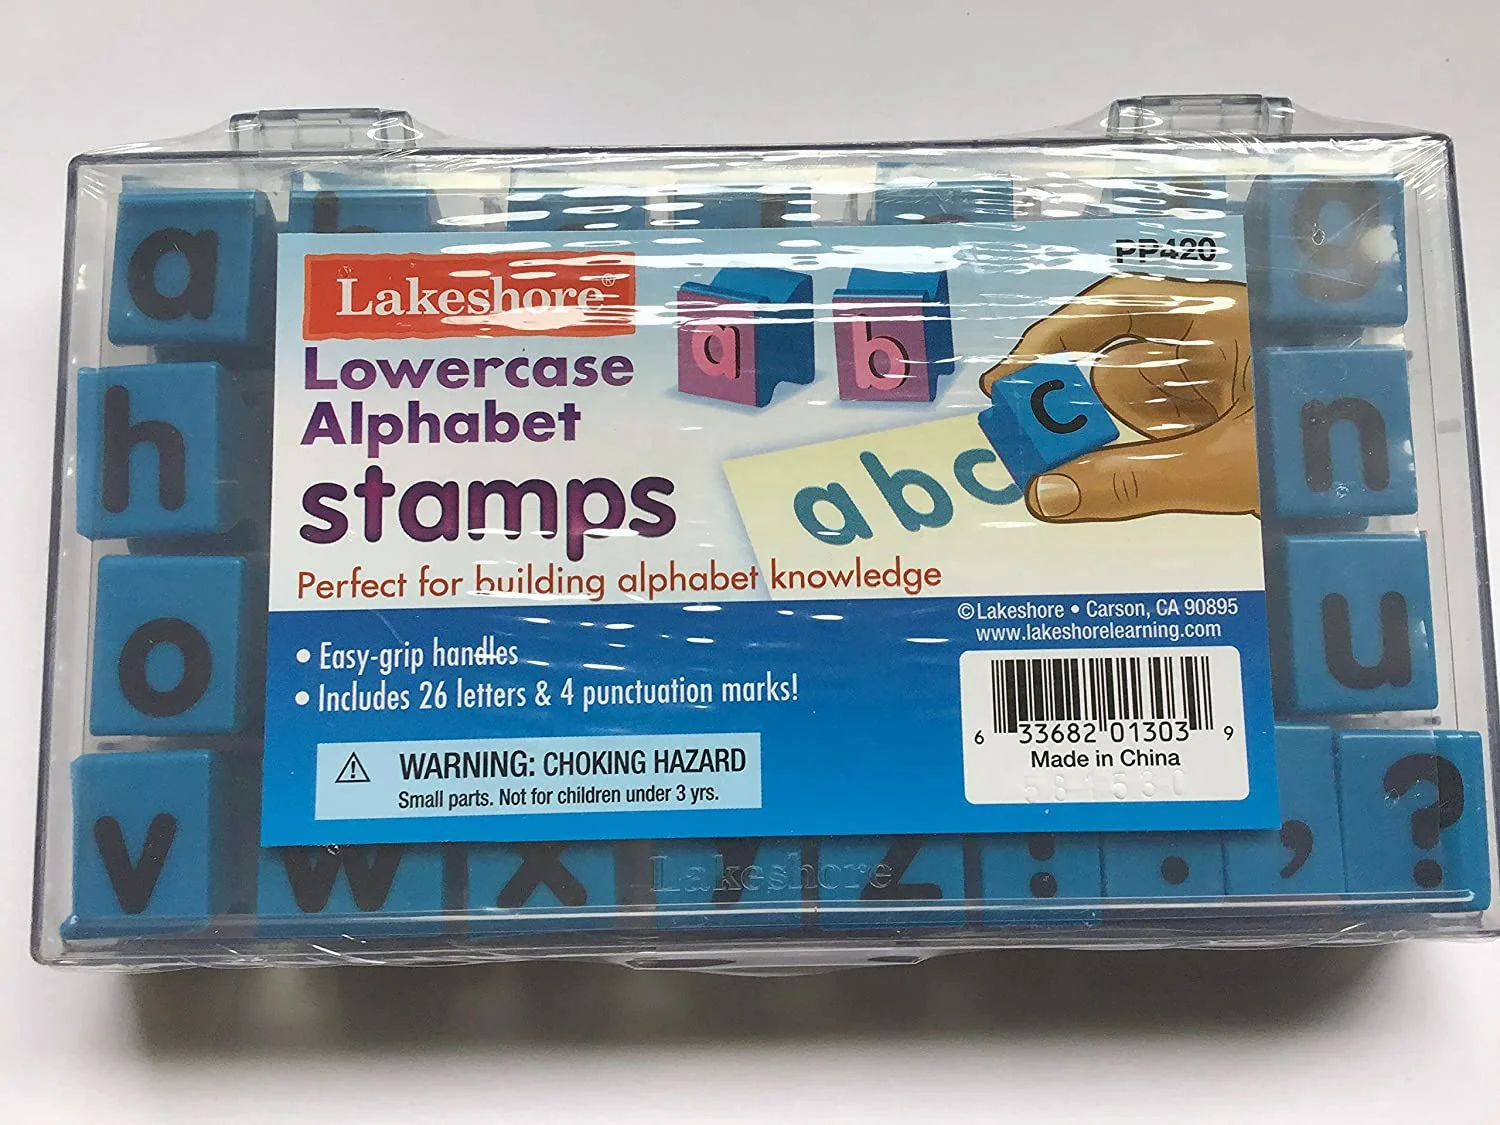 a
g
PP420
Lakeshore®
a b c
Lowercase
Alphabet
stamps
abc
Perfect for building alphabet knowledge
h
n
o
u
© Lakeshore • Carson, CA 90895
www.lakeshorelearning.com
• Easy-grip handles
• Includes 26 letters & 4 punctuation marks!
6 33682 01303 9
Made in China
WARNING: CHOKING HAZARD
Small parts. Not for children under 3 yrs.
v w x y z ! . , ?
Lakeshore